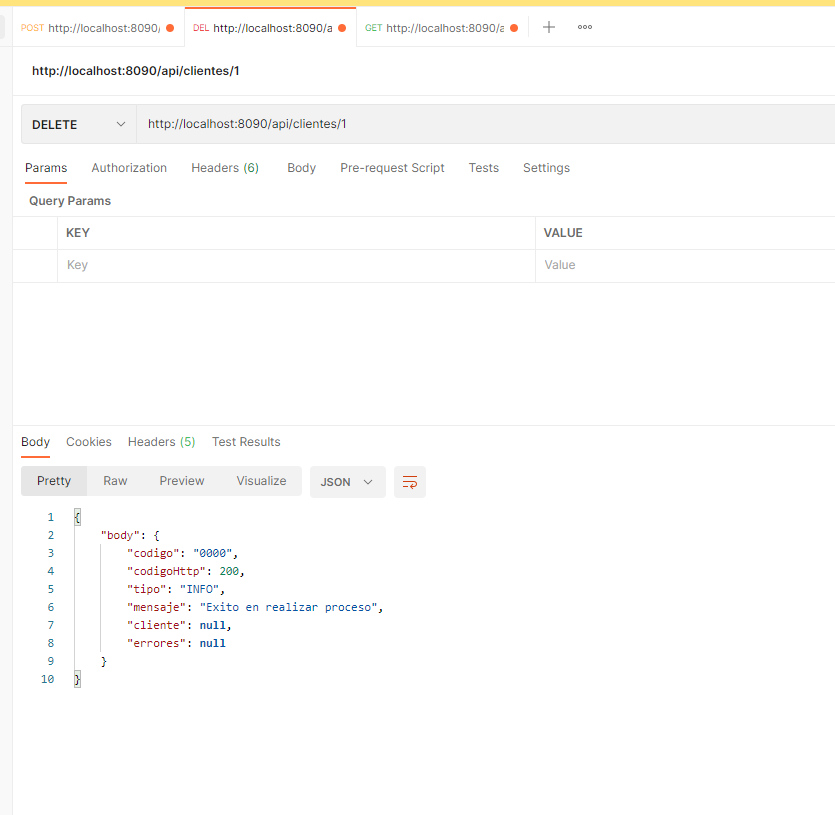 POST http://localhost:8090/ DEL http://localhost:8090/a GET http://localhost:8090/a
http://localhost:8090/api/clientes/1
DELETE http://localhost:8090/api/clientes/1
Params Authorization Headers (6) Body Pre-request Script Tests Settings
Query Params
KEY VALUE
Key Value
Body Cookies Headers (5) Test Results
Pretty Raw Preview Visualize JSON
1 {
2 "body": {
3 "codigo": "0000",
4 "codigoHttp": 200,
5 "tipo": "INFO",
6 "mensaje": "Exito en realizar proceso",
7 "cliente": null,
8 "errores": null
9 }
10 }